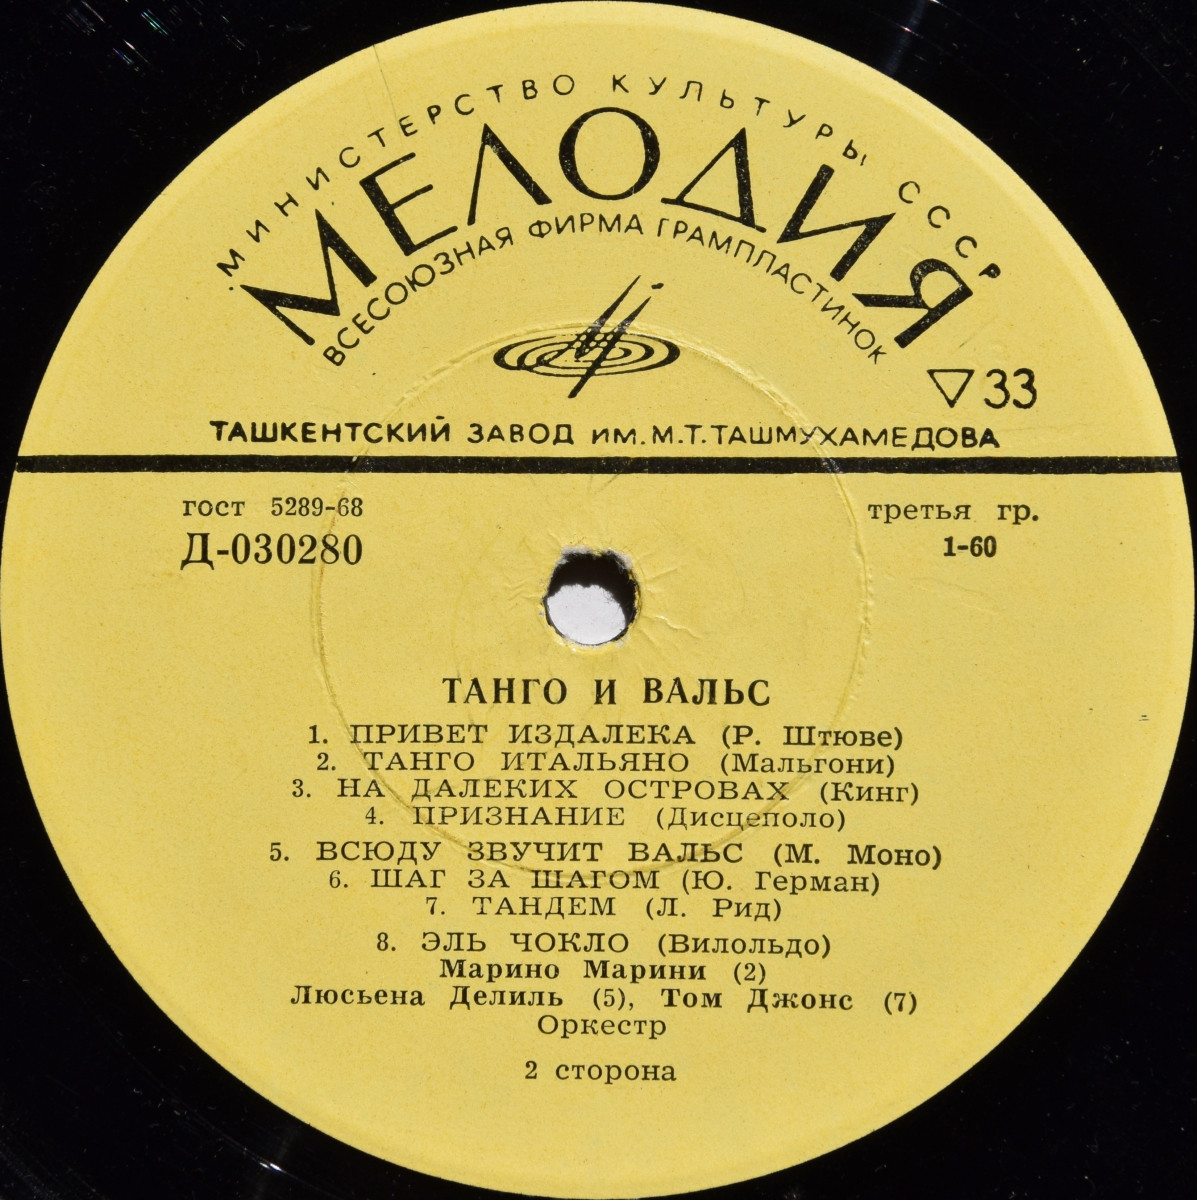 МИНИСТЕРСТВО КУЛЬТУРЫ СССР
МЕЛОДИЯ
ВСЕСОЮЗНАЯ ФИРМА ГРАМПЛАСТИНОК
33
ТАШКЕНТСКИЙ ЗАВОД ИМ. М.Т. ТАШМУХАМЕДОВА
гост 5289-68
третья гр.
Д-030280
1-60
ТАНГО И ВАЛЬС
1. ПРИВЕТ ИЗДАЛЕКА (Р. Штюве)
2. ТАНГО ИТАЛЬЯНО (Мальгони)
3. НА ДАЛЕКИХ ОСТРОВАХ (Кинг)
4. ПРИЗНАНИЕ (Дисцеполо)
5. ВСЮДУ ЗВУЧИТ ВАЛЬС (М. Моно)
6. ШАГ ЗА ШАГОМ (Ю. Герман)
7. ТАНДЕМ (Л. Рид)
8. ЭЛЬ ЧОКЛО (Вилольдо)
Марино Марини (2)
Люсьена Делиль (5), Том Джонс (7)
Оркестр
2 сторона